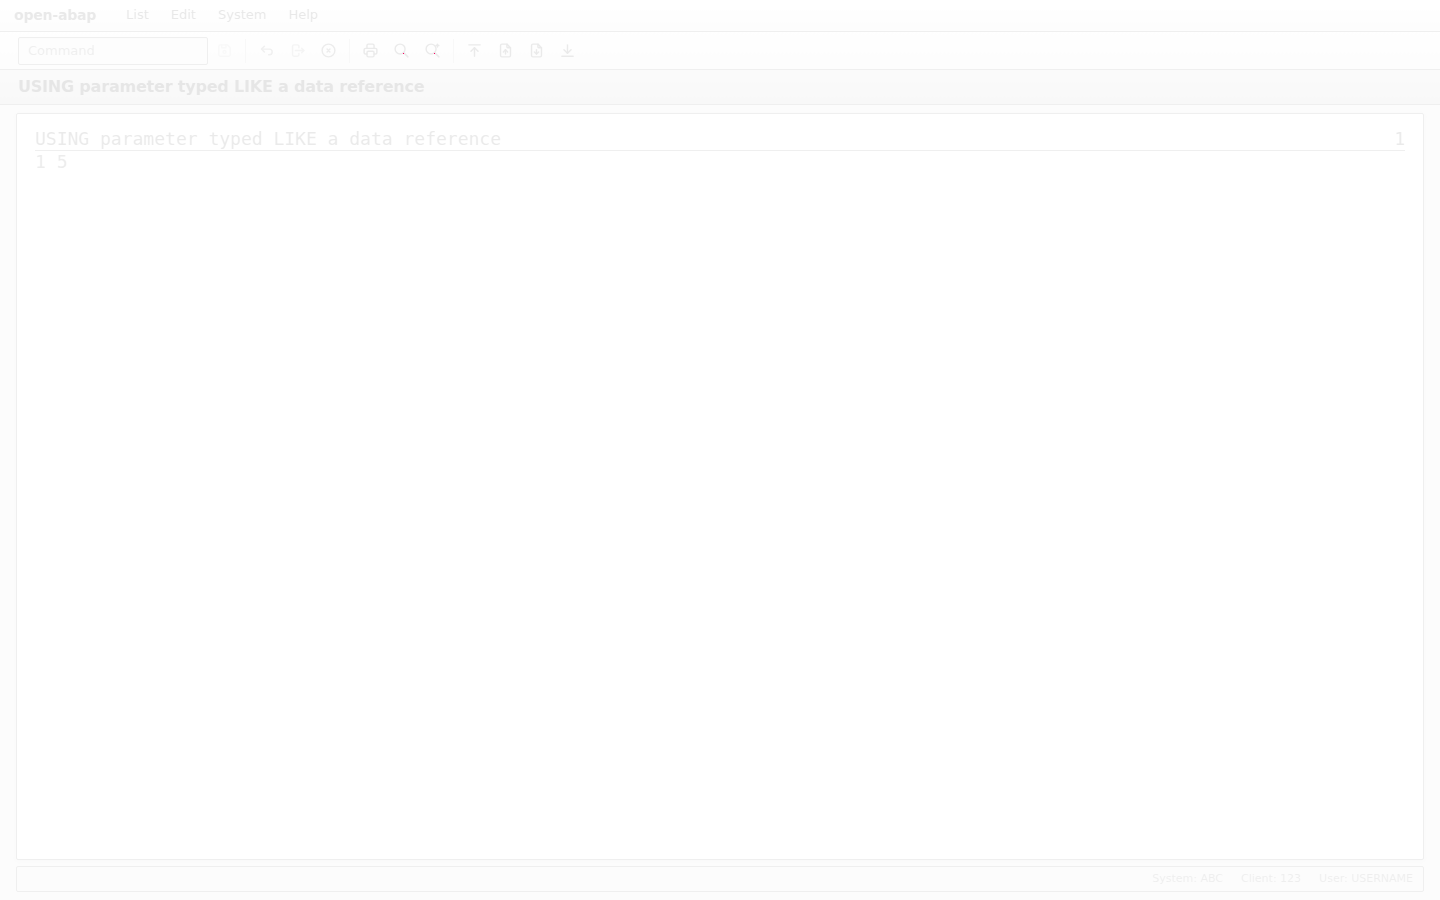 open-abap List Edit System Help
Command
USING parameter typed LIKE a data reference
USING parameter typed LIKE a data reference 1
1 5
System: ABC Client: 123 User: USERNAME